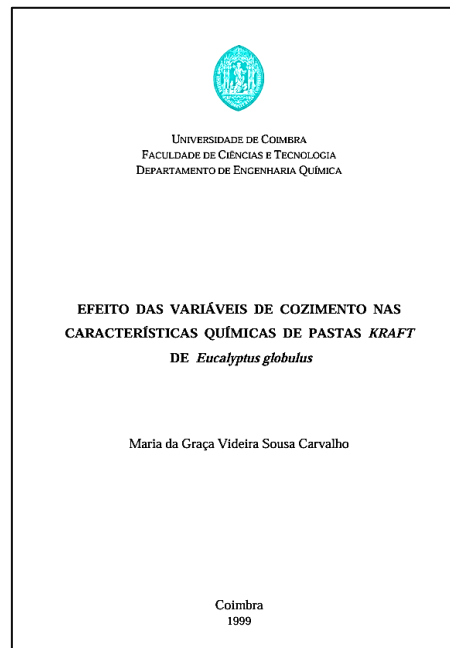 UNIVERSIDADE DE COIMBRA
FACULDADE DE CIÊNCIAS E TECNOLOGIA
DEPARTAMENTO DE ENGENHARIA QUÍMICA
EFEITO DAS VARIÁVEIS DE COZIMENTO NAS
CARACTERÍSTICAS QUÍMICAS DE PASTAS KRAFT
DE Eucalyptus globulus
Maria da Graça Videira Sousa Carvalho
Coimbra
1999